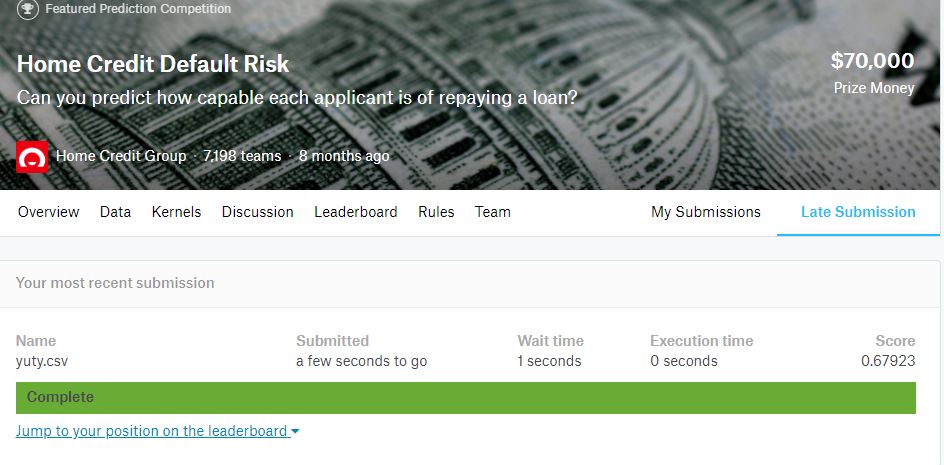 Featured Prediction Competition
Home Credit Default Risk
$70,000
Can you predict how capable each applicant is of repaying a loan?
Prize Money
Home Credit Group · 7,198 teams · 8 months ago
Overview Data Kernels Discussion Leaderboard Rules Team My Submissions Late Submission
Your most recent submission
Name Submitted Wait time Execution time Score
yuty.csv a few seconds to go 1 seconds 0 seconds 0.67923
Complete
Jump to your position on the leaderboard